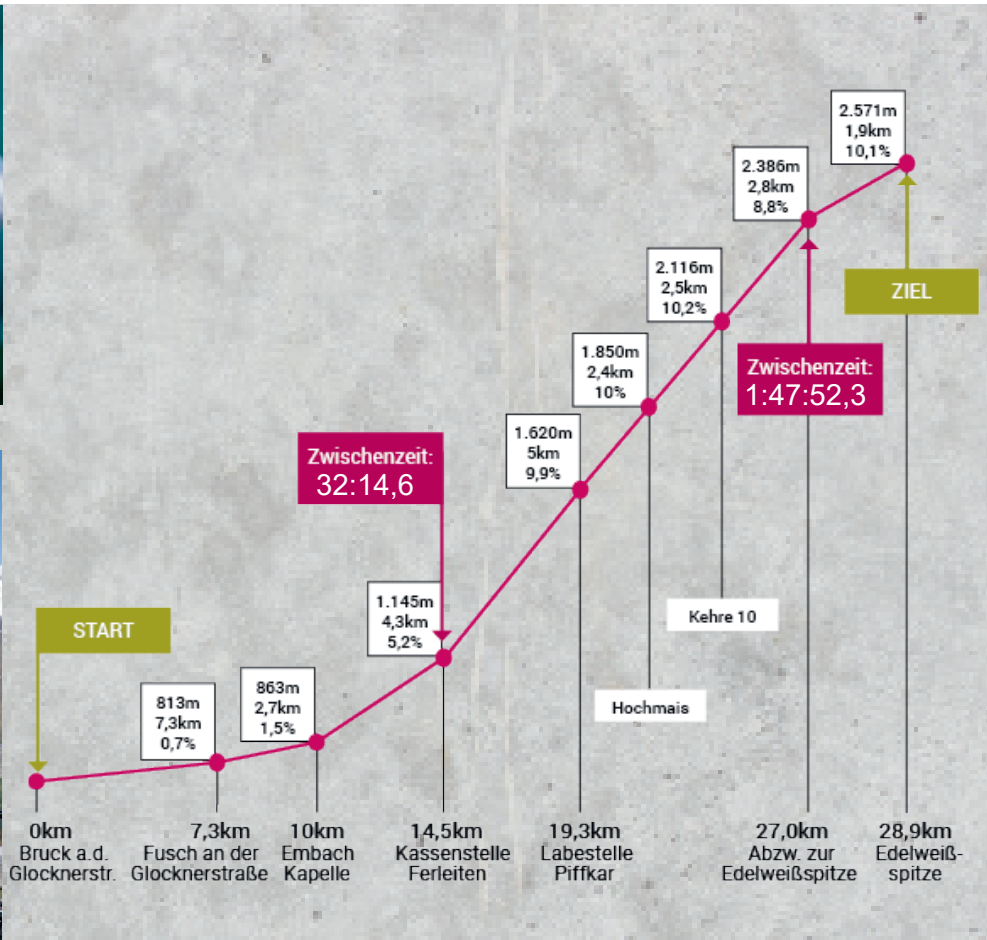 2.571m
1,9km
10,1%
2.386m
2,8km
8,8%
ZIEL
2.116m
2,5km
10,2%
1.850m
2,4km
10%
Zwischenzeit:
1:47:52,3
1.620m
5km
9,9%
Zwischenzeit:
32:14,6
1.145m
4,3km
5,2%
START
Kehre 10
813m
7,3km
0,7%
863m
2,7km
1,5%
Hochmais
0km
Bruck a.d.
Glocknerstr.
7,3km
Fusch an der
Glocknerstraße
10km
Embach
Kapelle
14,5km
Kassenstelle
Ferleiten
19,3km
Labestelle
Piffkar
27,0km
Abzw. zur
Edelweißspitze
28,9km
Edelweiß-
spitze